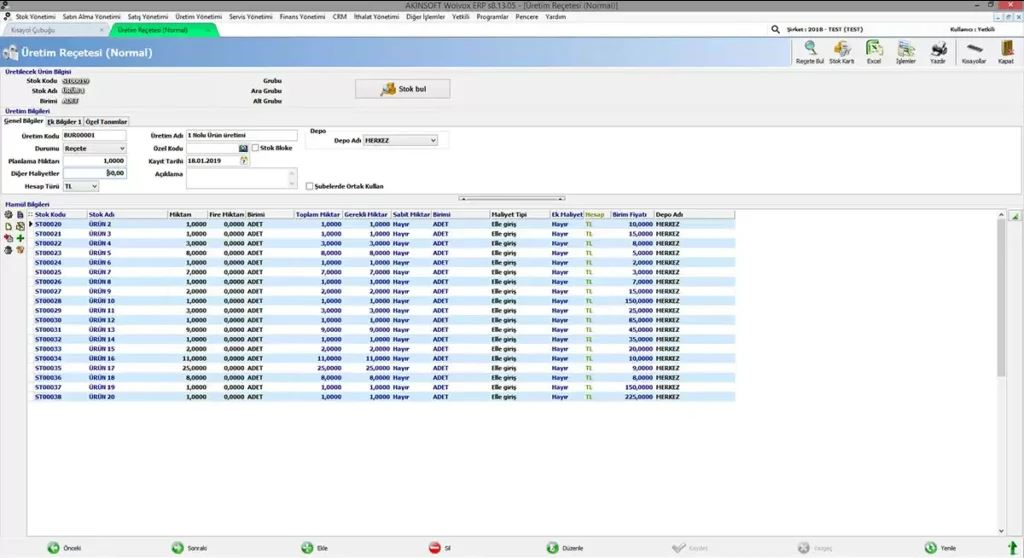 AKINSOFT Wolvox ERP s8.13.05 - [Üretim Reçetesi (Normal)]
Stok Yönetimi Satın Alma Yönetimi Satış Yönetimi Üretim Yönetimi Servis Yönetimi Finans Yönetimi CRM İthalat Yönetimi Diğer İşlemler Yetkili Programlar Pencere Yardım
Kısayol Çubuğu Üretim Reçetesi (Normal) Şirket : 2018 - TEST (TEST) Kullanıcı : Yetkili
Üretim Reçetesi (Normal) Reçete Bul Stok Kartı Excel İşlemler Yazdır Kısayollar Kapat
Üretilecek Ürün Bilgisi
Stok Kodu ST00019 Grubu
Stok Adı ÜRÜN 1 Ara Grubu Stok bul
Birimi ADET Alt Grubu
Üretim Bilgileri
Genel Bilgiler Ek Bilgiler 1 Özel Tanımlar
Üretim Kodu BUR00001 Üretim Adı 1 Nolu Ürün üretimi Depo
Depo Adı MERKEZ
Durumu Reçete Özel Kodu Stok Bloke
Planlama Miktarı 1,0000 Kayıt Tarihi 18.01.2019
Diğer Maliyetler 50,00 Açıklama
Hesap Türü TL Şubelerde Ortak Kullan
Mamül Bilgileri
Stok Kodu Stok Adı Miktarı Fire Miktarı Birimi Toplam Miktar Gerekli Miktar Sabit Miktar Birimi Maliyet Tipi Ek Maliyet Hesap Birim Fiyatı Depo Adı
ST00020 ÜRÜN 2 1,0000 0,0000 ADET 1,0000 1,0000 Hayır ADET Elle giriş Hayır TL 10,0000 MERKEZ
ST00021 ÜRÜN 3 1,0000 0,0000 ADET 1,0000 1,0000 Hayır ADET Elle giriş Hayır TL 15,0000 MERKEZ
ST00022 ÜRÜN 4 3,0000 0,0000 ADET 3,0000 3,0000 Hayır ADET Elle giriş Hayır TL 8,0000 MERKEZ
ST00023 ÜRÜN 5 8,0000 0,0000 ADET 8,0000 8,0000 Hayır ADET Elle giriş Hayır TL 5,0000 MERKEZ
ST00024 ÜRÜN 6 1,0000 0,0000 ADET 1,0000 1,0000 Hayır ADET Elle giriş Hayır TL 2,0000 MERKEZ
ST00025 ÜRÜN 7 7,0000 0,0000 ADET 7,0000 7,0000 Hayır ADET Elle giriş Hayır TL 3,0000 MERKEZ
ST00026 ÜRÜN 8 1,0000 0,0000 ADET 1,0000 1,0000 Hayır ADET Elle giriş Hayır TL 7,0000 MERKEZ
ST00027 ÜRÜN 9 2,0000 0,0000 ADET 2,0000 2,0000 Hayır ADET Elle giriş Hayır TL 15,0000 MERKEZ
ST00028 ÜRÜN 10 1,0000 0,0000 ADET 1,0000 1,0000 Hayır ADET Elle giriş Hayır TL 150,0000 MERKEZ
ST00029 ÜRÜN 11 3,0000 0,0000 ADET 3,0000 3,0000 Hayır ADET Elle giriş Hayır TL 25,0000 MERKEZ
ST00030 ÜRÜN 12 1,0000 0,0000 ADET 1,0000 1,0000 Hayır ADET Elle giriş Hayır TL 85,0000 MERKEZ
ST00031 ÜRÜN 13 9,0000 0,0000 ADET 9,0000 9,0000 Hayır ADET Elle giriş Hayır TL 45,0000 MERKEZ
ST00032 ÜRÜN 14 1,0000 0,0000 ADET 1,0000 1,0000 Hayır ADET Elle giriş Hayır TL 35,0000 MERKEZ
ST00033 ÜRÜN 15 2,0000 0,0000 ADET 2,0000 2,0000 Hayır ADET Elle giriş Hayır TL 20,0000 MERKEZ
ST00034 ÜRÜN 16 11,0000 0,0000 ADET 11,0000 11,0000 Hayır ADET Elle giriş Hayır TL 10,0000 MERKEZ
ST00035 ÜRÜN 17 25,0000 0,0000 ADET 25,0000 25,0000 Hayır ADET Elle giriş Hayır TL 9,0000 MERKEZ
ST00036 ÜRÜN 18 8,0000 0,0000 ADET 8,0000 8,0000 Hayır ADET Elle giriş Hayır TL 8,0000 MERKEZ
ST00037 ÜRÜN 19 1,0000 0,0000 ADET 1,0000 1,0000 Hayır ADET Elle giriş Hayır TL 150,0000 MERKEZ
ST00038 ÜRÜN 20 1,0000 0,0000 ADET 1,0000 1,0000 Hayır ADET Elle giriş Hayır TL 225,0000 MERKEZ
Önceki Sonraki Ekle Sil Düzenle Kaydet Vazgeç Yenile